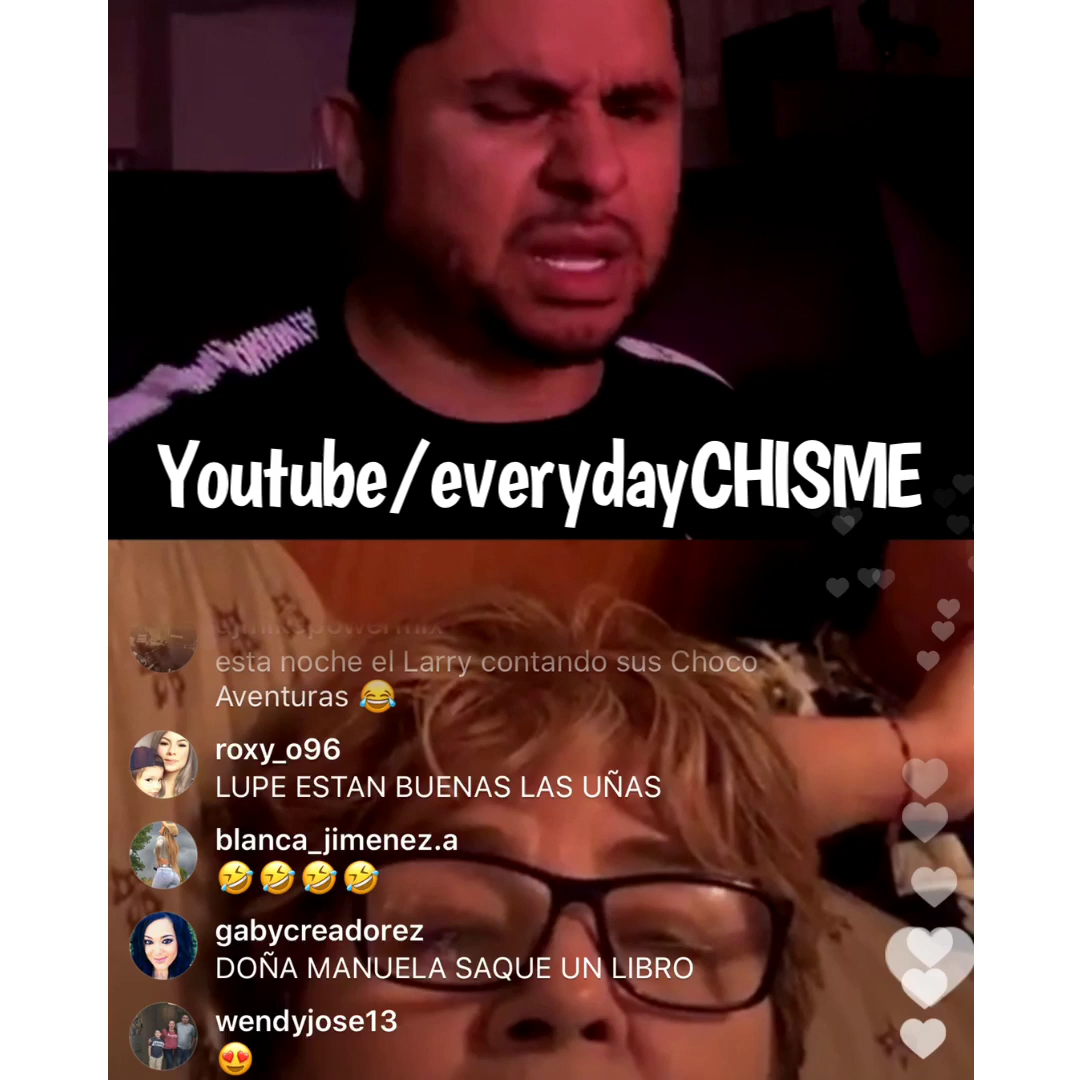 Youtube/everydayCHISME
esta noche el Larry contando sus Choco
Aventuras 😂
roxy_o96
LUPE ESTAN BUENAS LAS UÑAS
blanca_jimenez.a
🤣🤣🤣🤣
gabycreadorez
DOÑA MANUELA SAQUE UN LIBRO
wendyjose13
😍